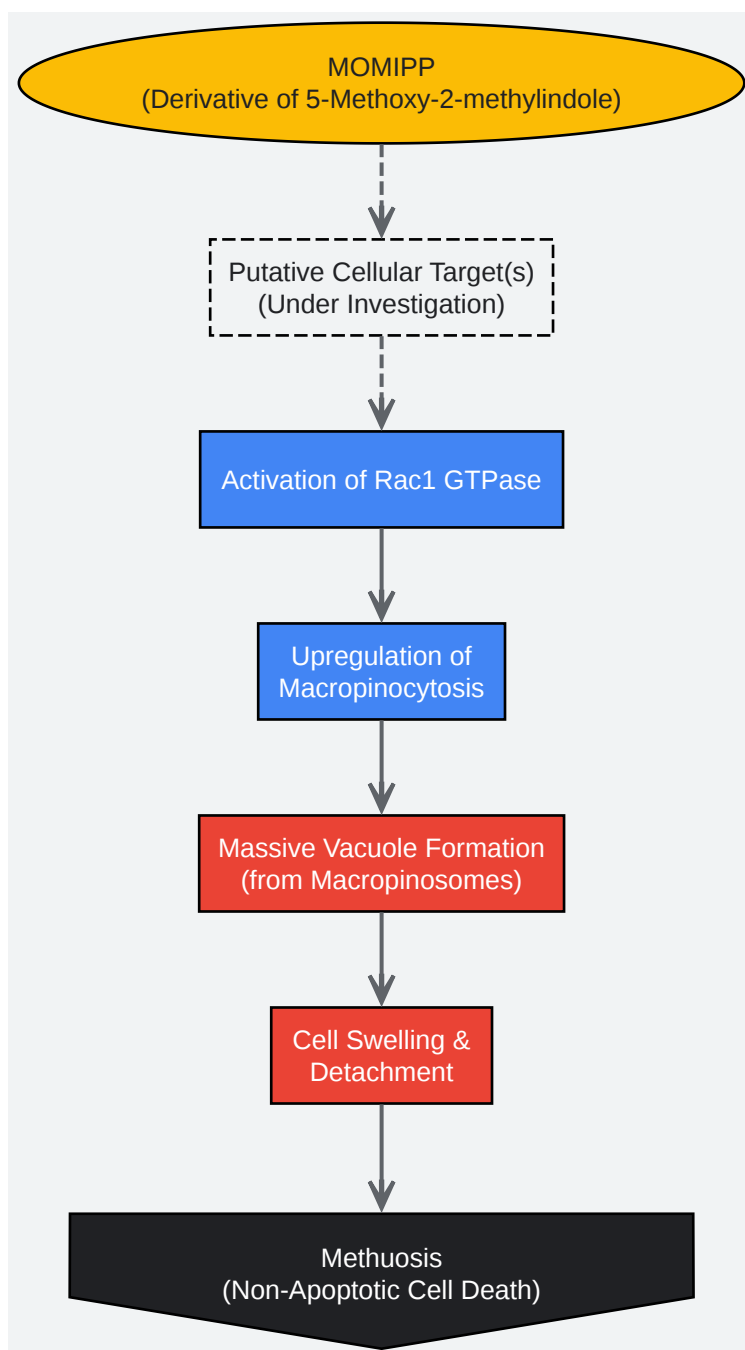 MOMIPP
(Derivative of 5-Methoxy-2-methylindole)
Putative Cellular Target(s)
(Under Investigation)
Activation of Rac1 GTPase
Upregulation of
Macropinocytosis
Massive Vacuole Formation
(from Macropinosomes)
Cell Swelling &
Detachment
Methuosis
(Non-Apoptotic Cell Death)